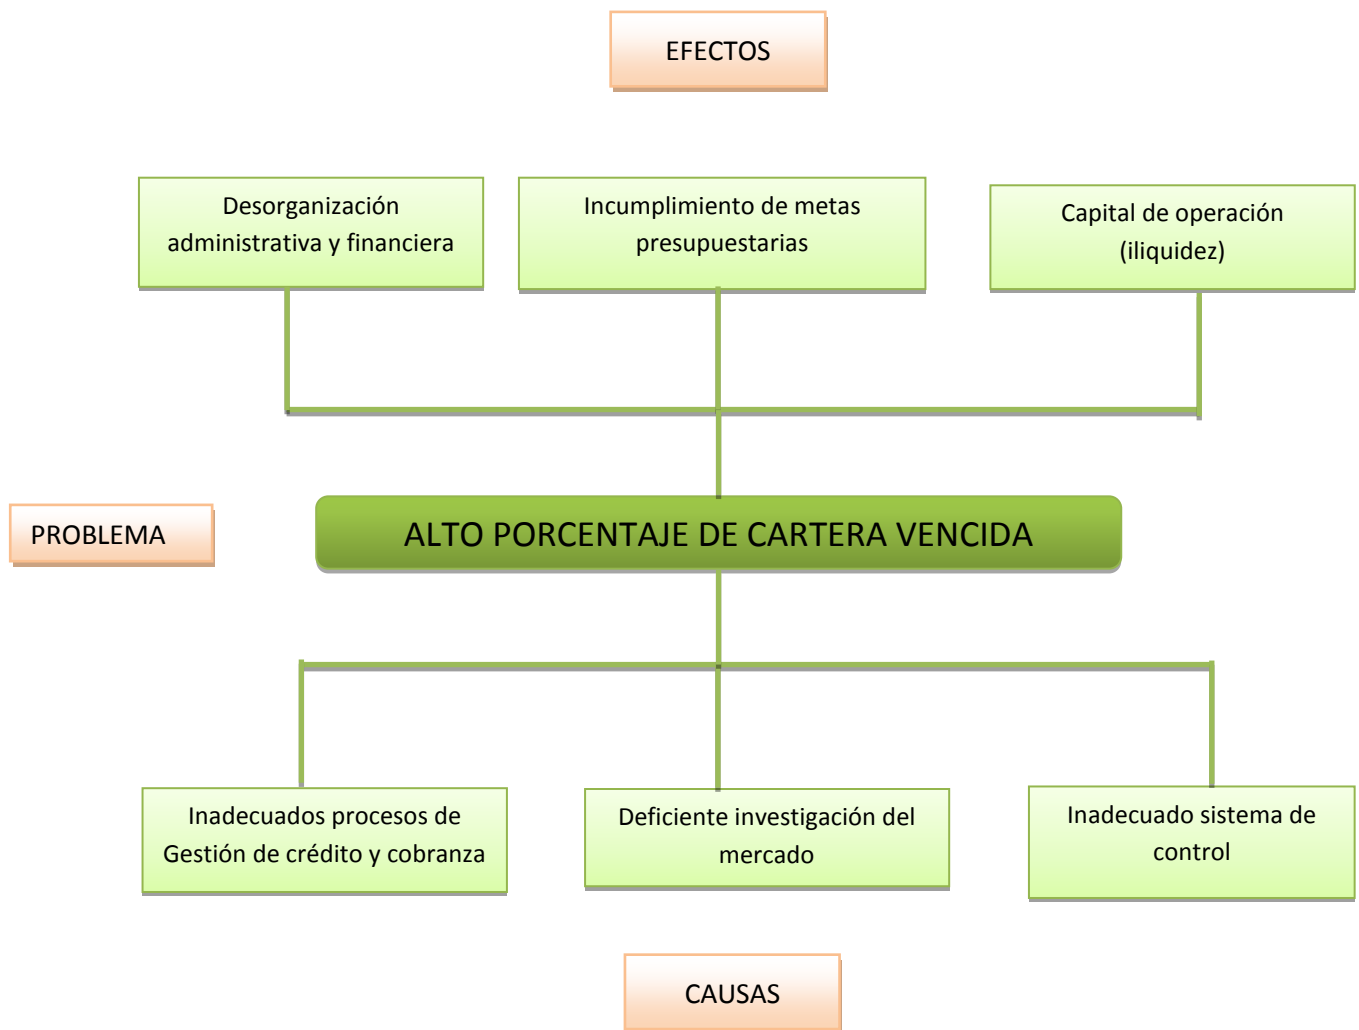 EFECTOS
Desorganización
administrativa y financiera
Incumplimiento de metas
presupuestarias
Capital de operación
(iliquidez)
PROBLEMA
ALTO PORCENTAJE DE CARTERA VENCIDA
Inadecuados procesos de
Gestión de crédito y cobranza
Deficiente investigación del
mercado
Inadecuado sistema de
control
CAUSAS